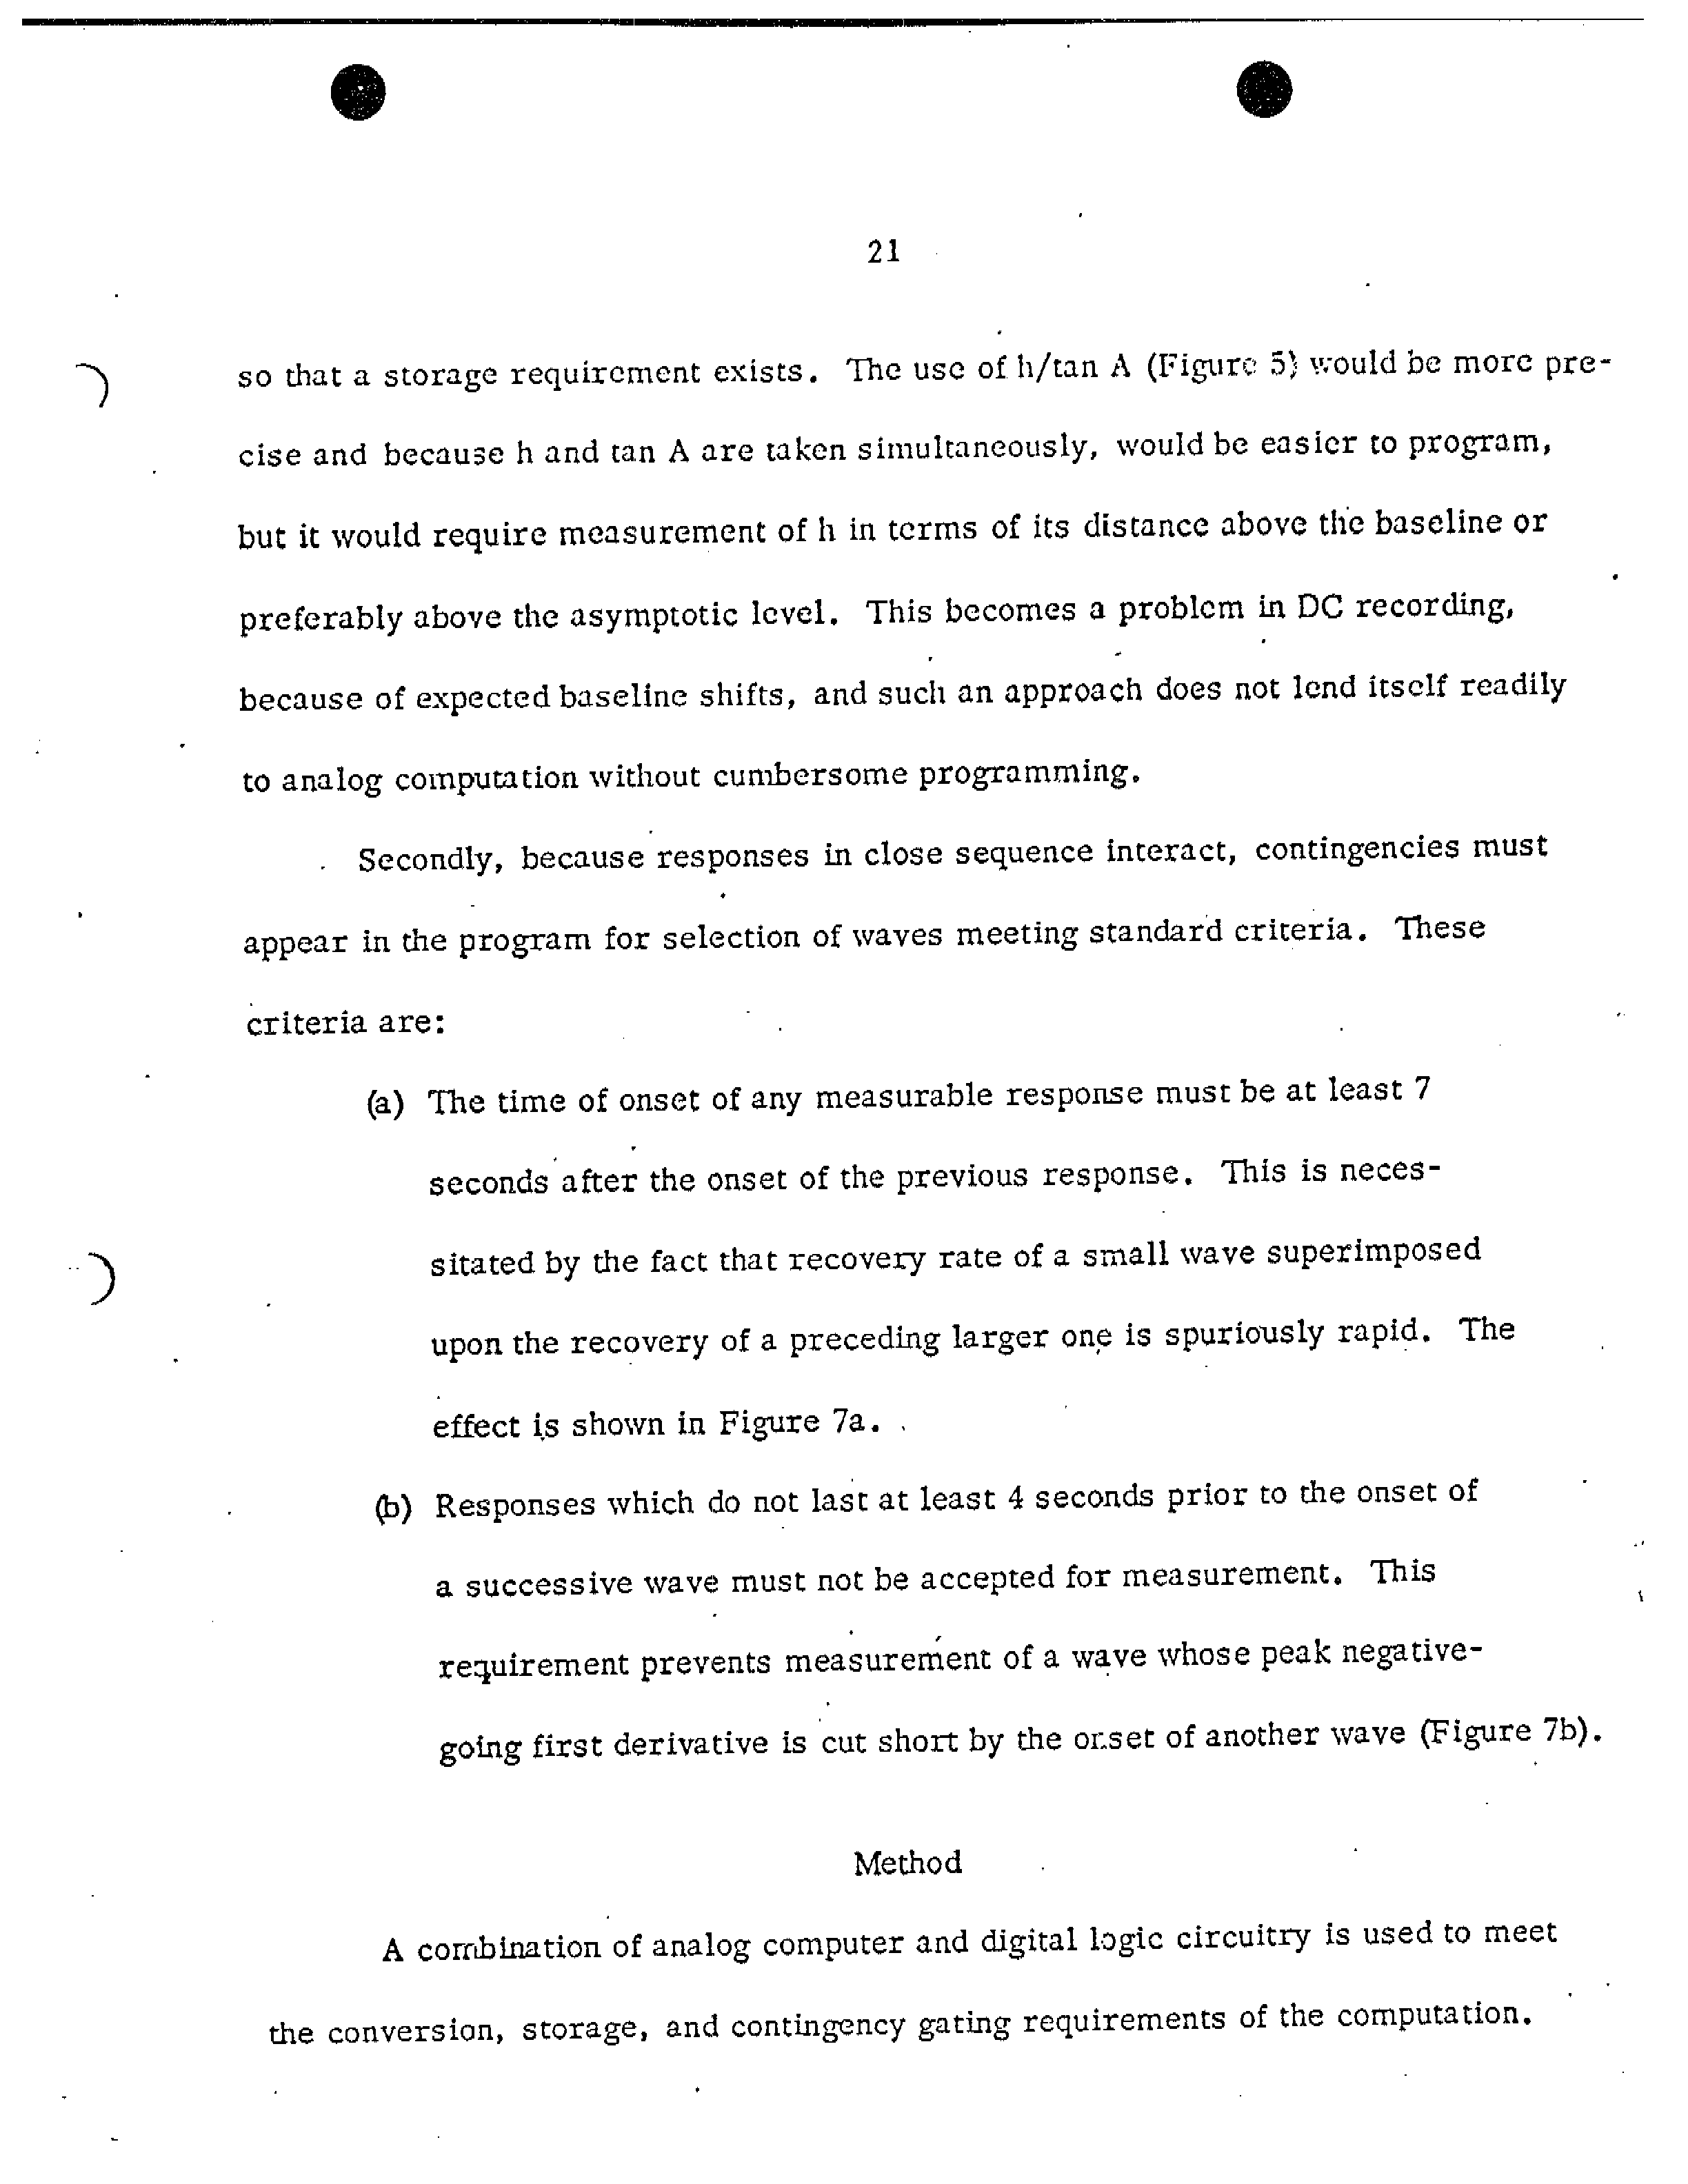 21
so that a storage requirement exists. The use of h/tan A (Figure 5) would be more pre-
cise and because h and tan A are taken simultaneously, would be easier to program,
but it would require measurement of h in terms of its distance above the baseline or
preferably above the asymptotic level. This becomes a problem in DC recording,
because of expected baseline shifts, and such an approach does not lend itself readily
to analog computation without cumbersome programming.
Secondly, because responses in close sequence interact, contingencies must
appear in the program for selection of waves meeting standard criteria. These
criteria are:
(a) The time of onset of any measurable response must be at least 7
seconds after the onset of the previous response. This is neces-
sitated by the fact that recovery rate of a small wave superimposed
upon the recovery of a preceding larger one is spuriously rapid. The
effect is shown in Figure 7a.
(b) Responses which do not last at least 4 seconds prior to the onset of
a successive wave must not be accepted for measurement. This
requirement prevents measurement of a wave whose peak negative-
going first derivative is cut short by the onset of another wave (Figure 7b).
Method
A combination of analog computer and digital logic circuitry is used to meet
the conversion, storage, and contingency gating requirements of the computation.